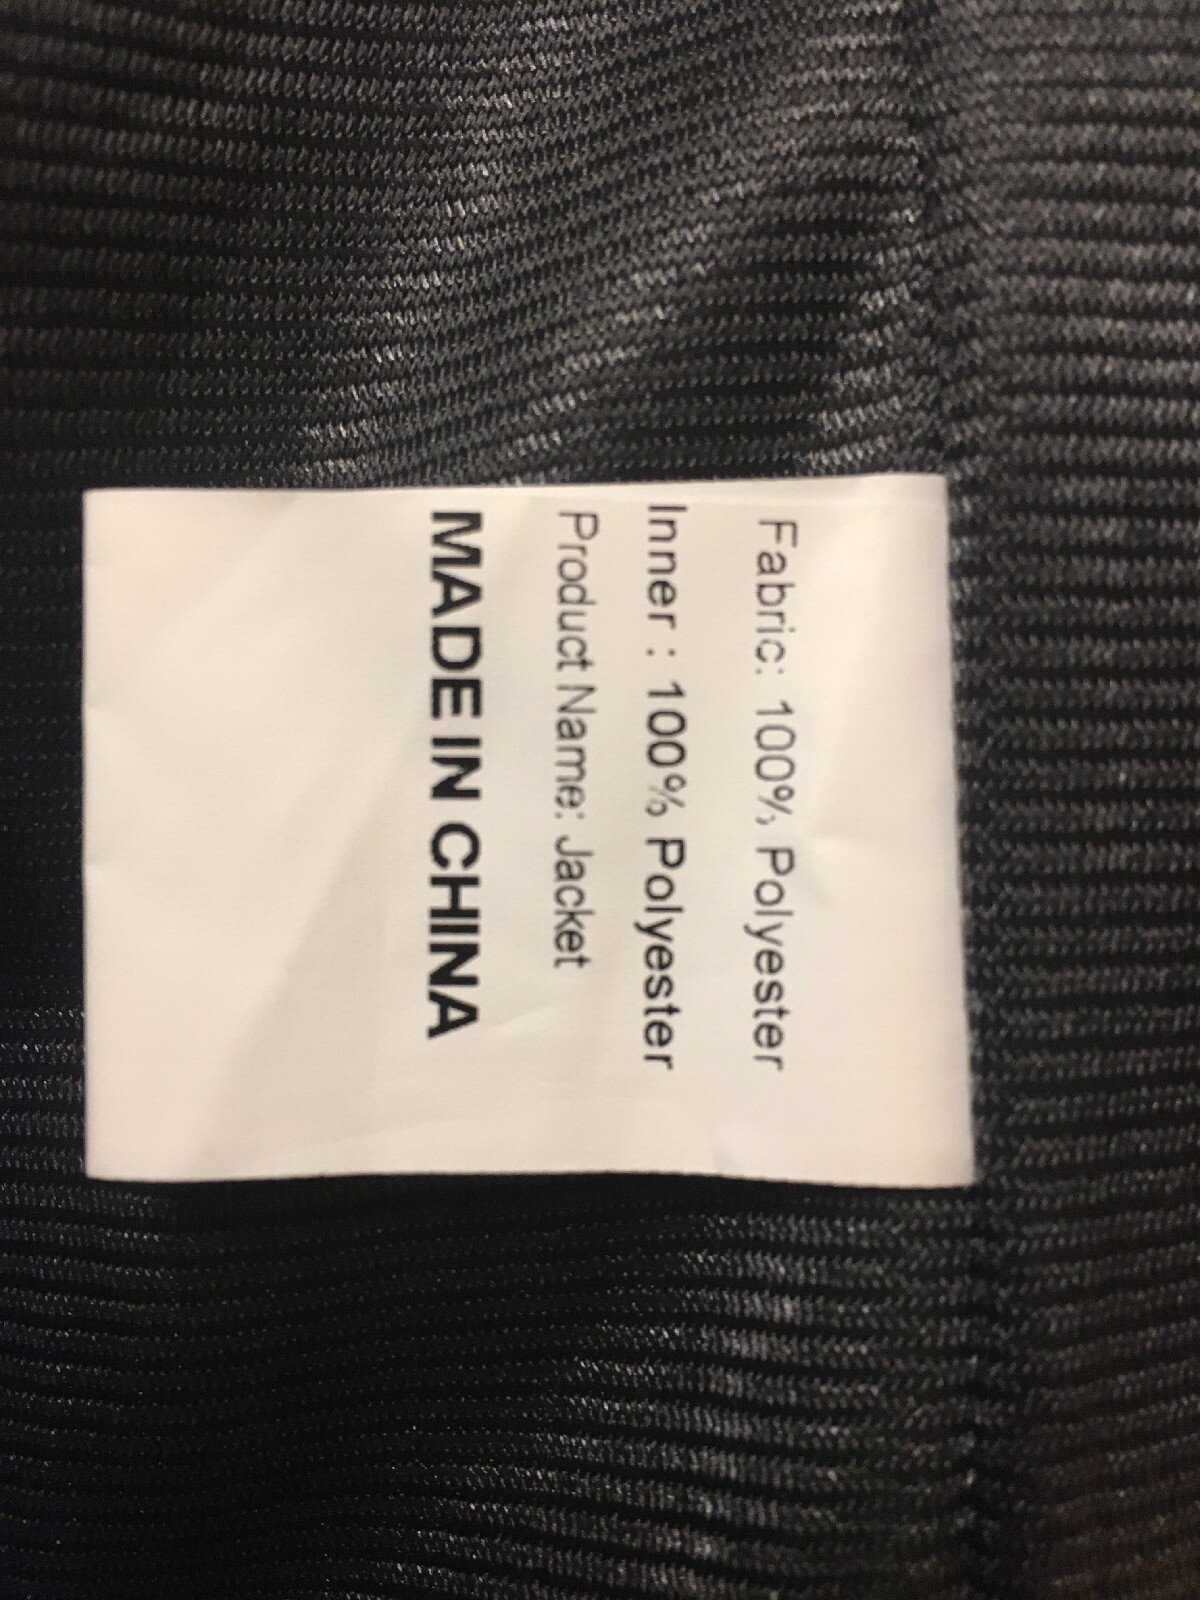 Fabric: 100% Polyester
Inner : 100% Polyester
Product Name: Jacket
MADE IN CHINA